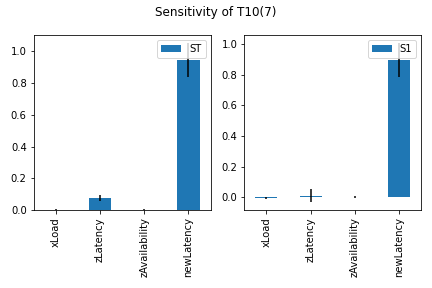 Sensitivity of T10(7)
ST
1.0
0.8
0.6
0.4
0.2
0.0
xLoad
zLatency
zAvailability
newLatency
S1
1.0
0.8
0.6
0.4
0.2
0.0
xLoad
zLatency
zAvailability
newLatency